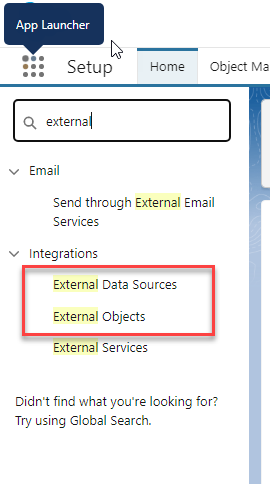 App Launcher
Setup
Home
Object Ma
external
Email
Send through External Email
Services
Integrations
External Data Sources
External Objects
External Services
Didn't find what you're looking for?
Try using Global Search.